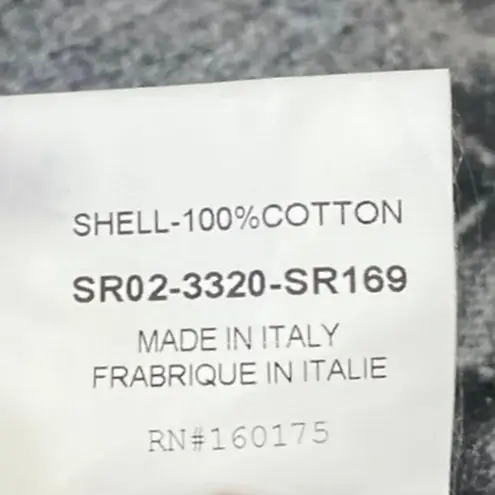 SHELL-100%COTTON
SR02-3320-SR169
MADE IN ITALY
FRABRIQUE IN ITALIE
RN#160175